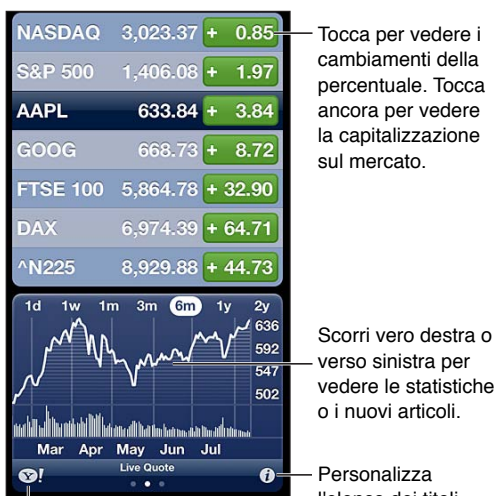 NASDAQ 3,023.37 + 0.85
S&P 500 1,406.08 + 1.97
AAPL 633.84 + 3.84
GOOG 668.73 + 8.72
FTSE 100 5,864.78 + 32.90
DAX 6,974.39 + 64.71
^N225 8,929.88 + 44.73
1d 1w 1m 3m 6m 1y 2y
636
592
547
502
Mar Apr May Jun Jul
Y!
Live Quote
i
Tocca per vedere i
cambiamenti della
percentuale. Tocca
ancora per vedere
la capitalizzazione
sul mercato.
Scorri vero destra o
verso sinistra per
vedere le statistiche
o i nuovi articoli.
Personalizza
l'elenco dei titoli